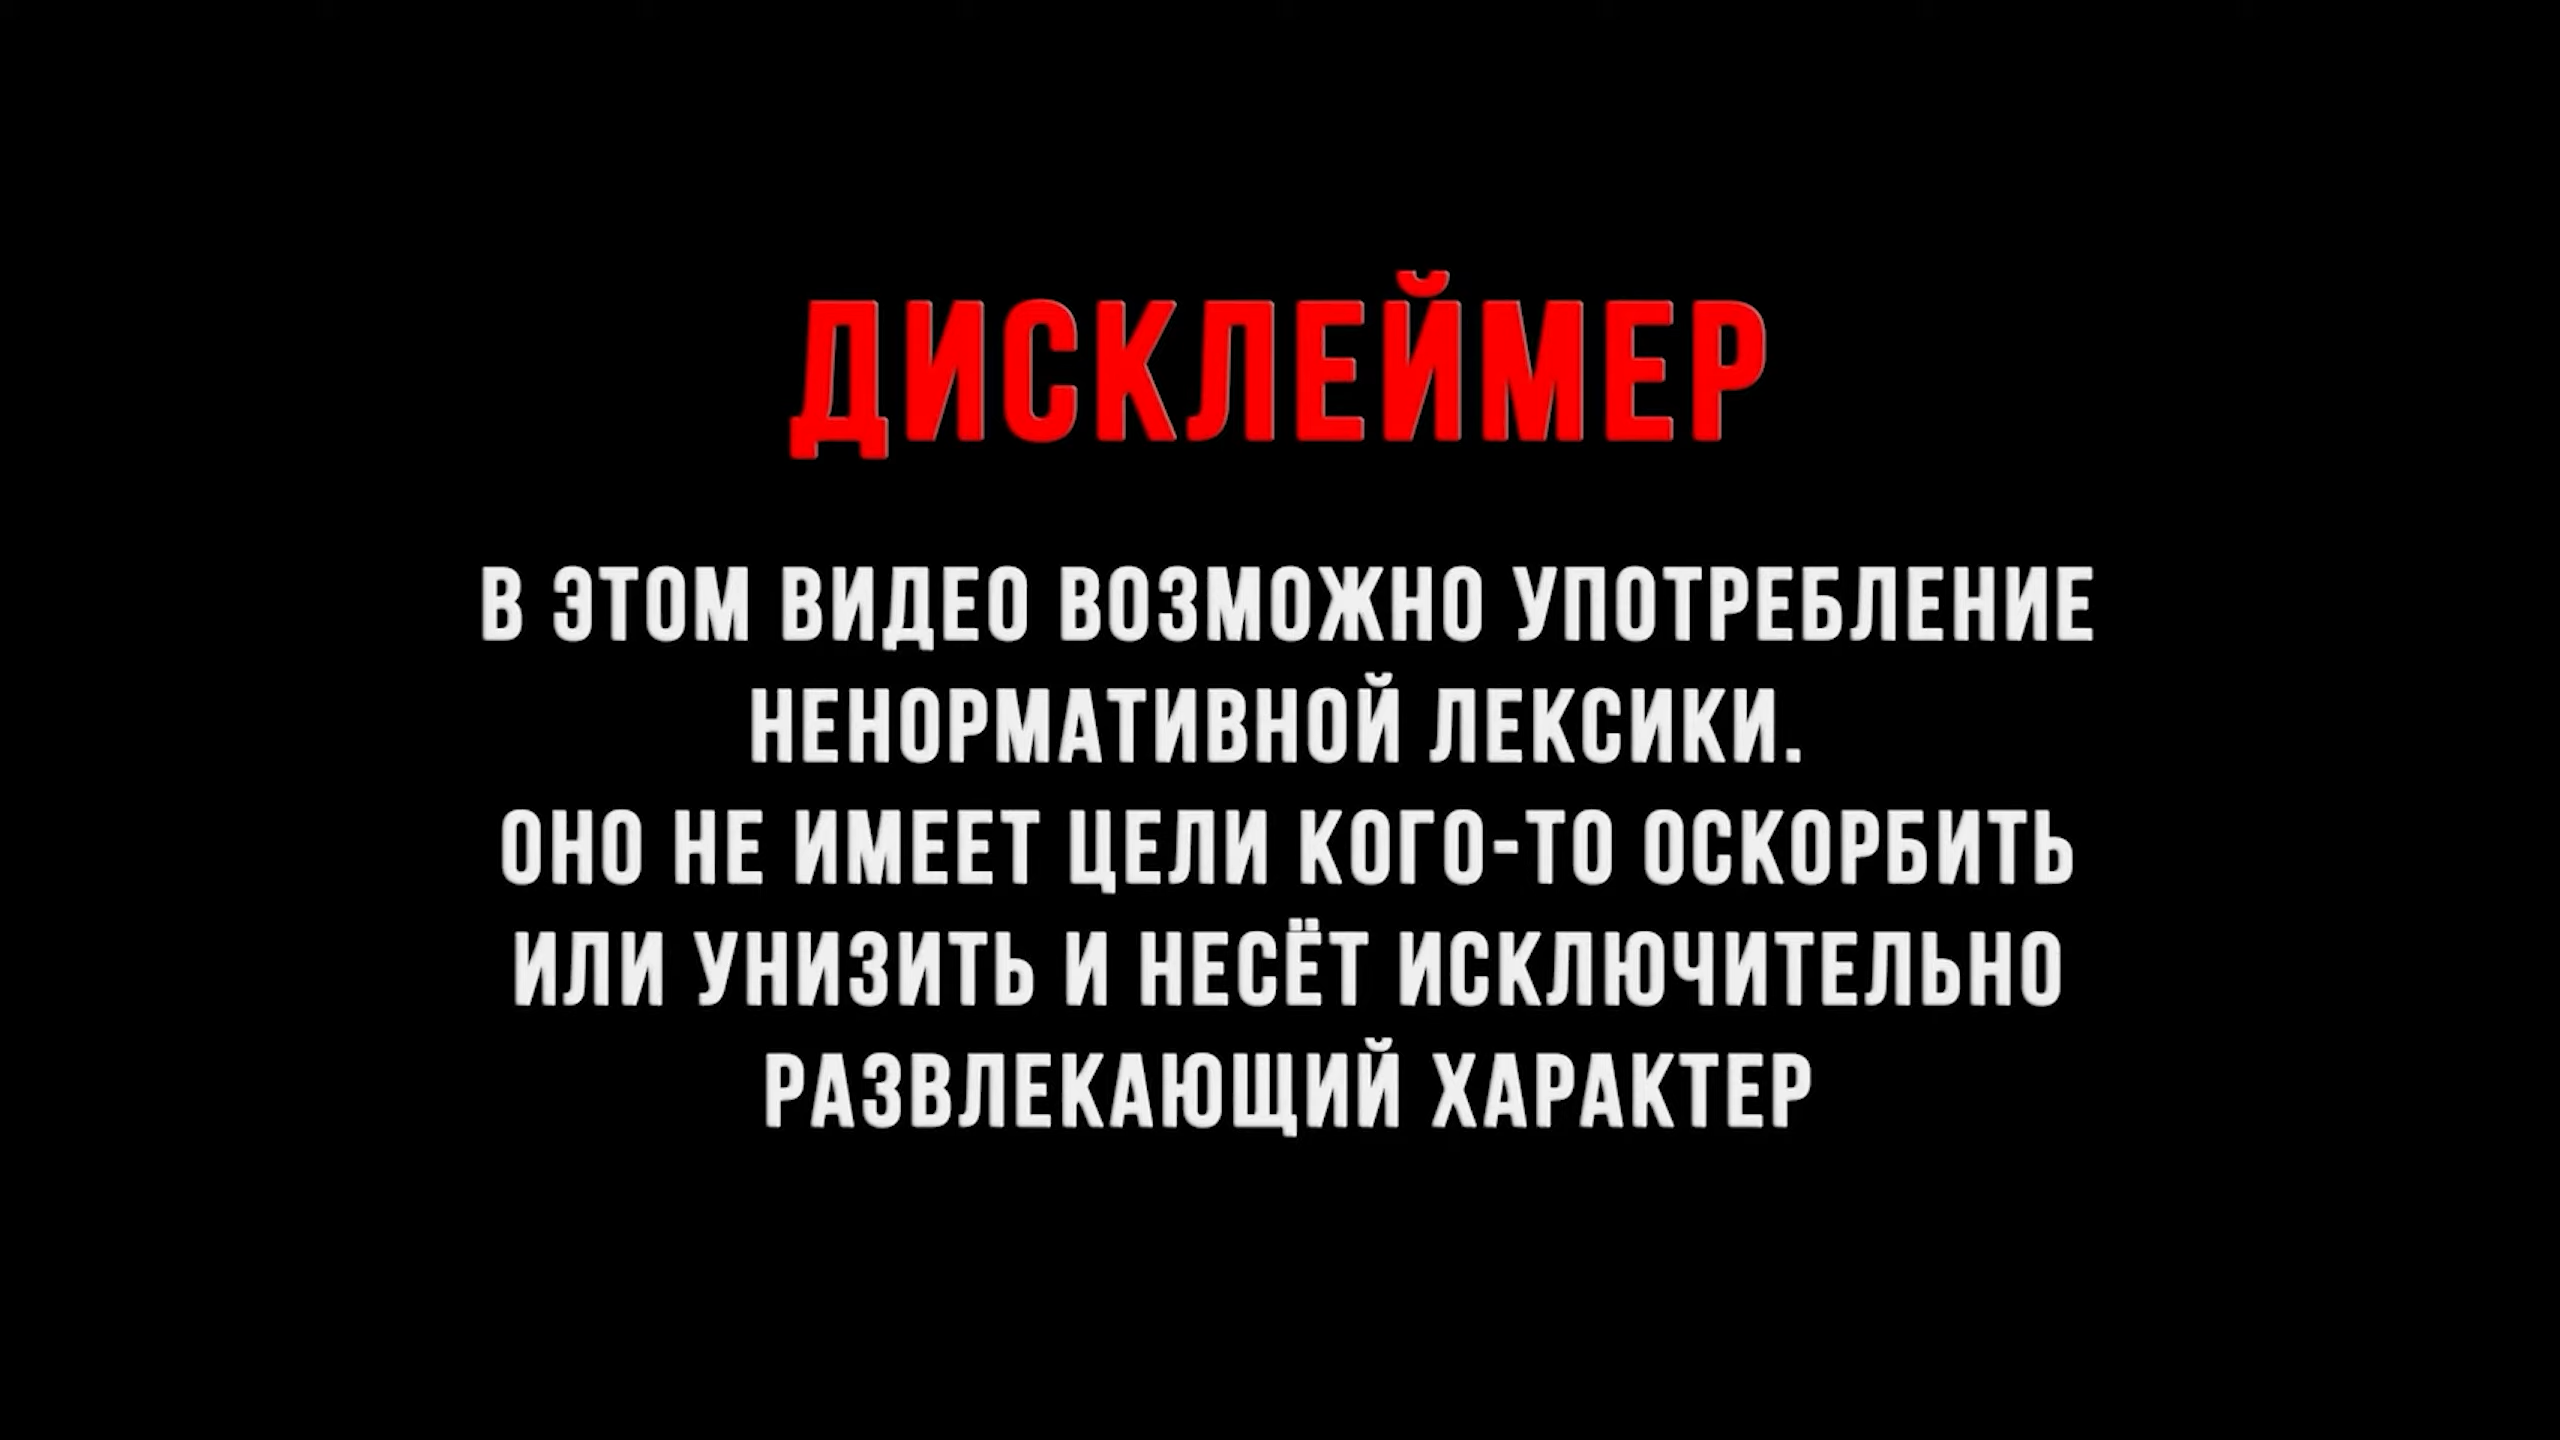 ДИСКЛЕЙМЕР
В ЭТОМ ВИДЕО ВОЗМОЖНО УПОТРЕБЛЕНИЕ
НЕНОРМАТИВНОЙ ЛЕКСИКИ.
ОНО НЕ ИМЕЕТ ЦЕЛИ КОГО-ТО ОСКОРБИТЬ
ИЛИ УНИЗИТЬ И НЕСЁТ ИСКЛЮЧИТЕЛЬНО
РАЗВЛЕКАЮЩИЙ ХАРАКТЕР